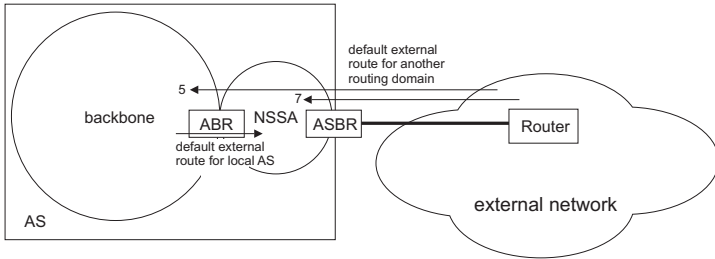 default external
route for another
routing domain
5
7
backbone
ABR
NSSA
ASBR
Router
default external
route for local AS
external network
AS